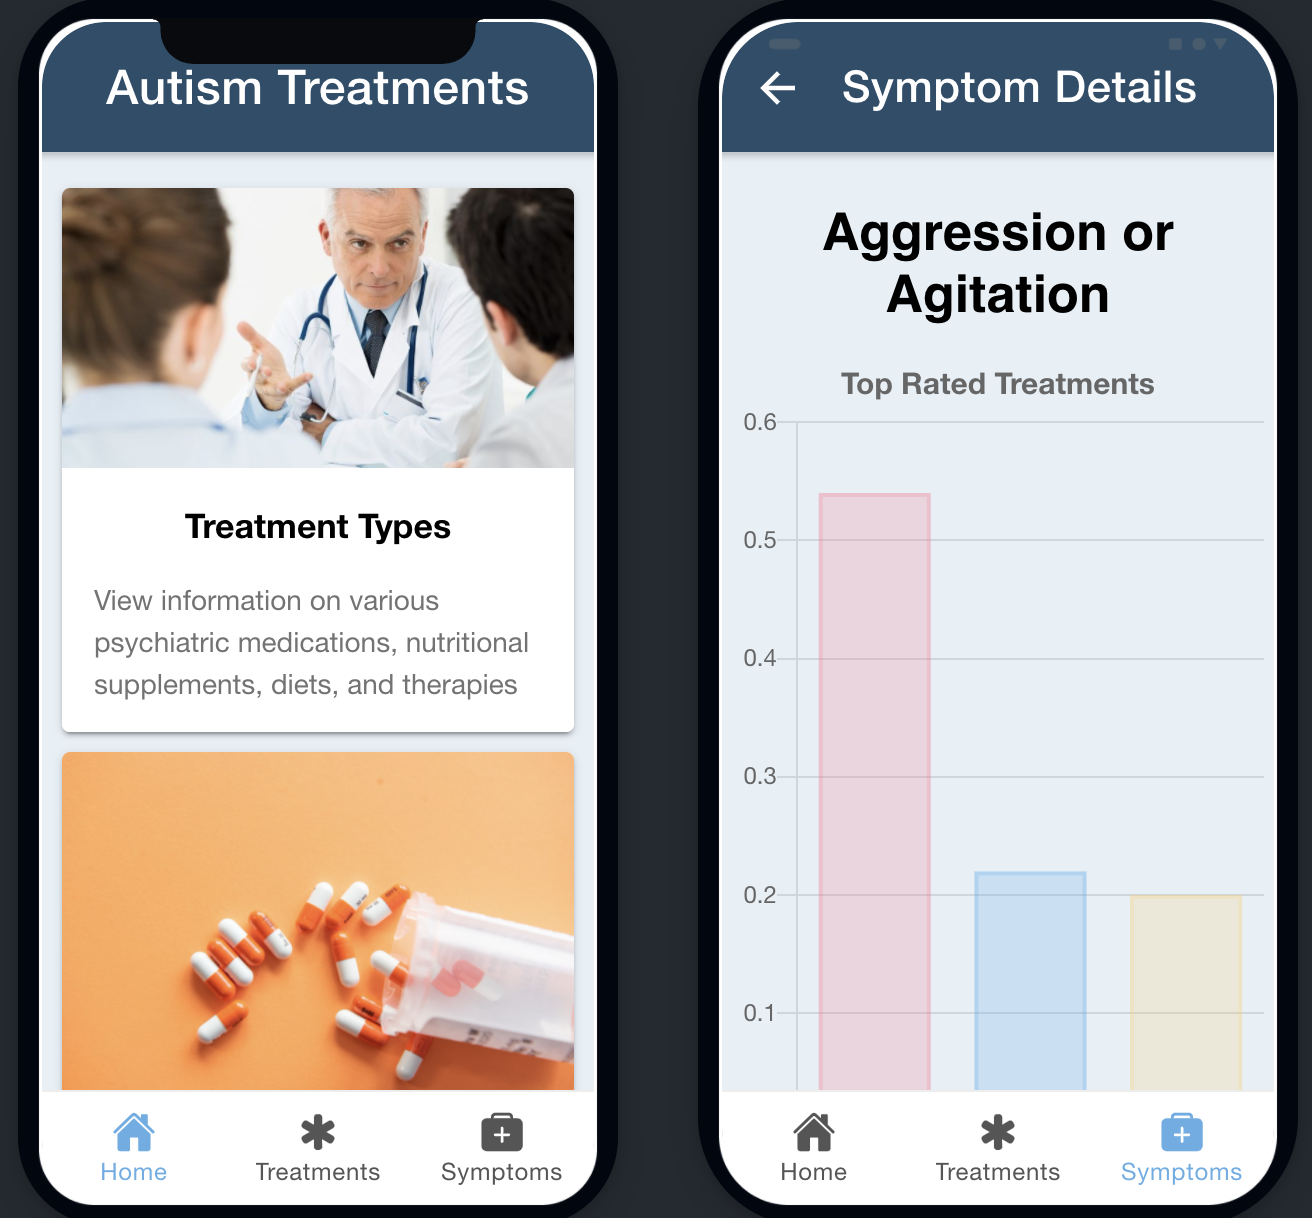 Autism Treatments
Treatment Types
View information on various
psychiatric medications, nutritional
supplements, diets, and therapies
Home
Treatments
Symptoms
Symptom Details
Aggression or
Agitation
Top Rated Treatments
0.6
0.5
0.4
0.3
0.2
0.1
Home
Treatments
Symptoms